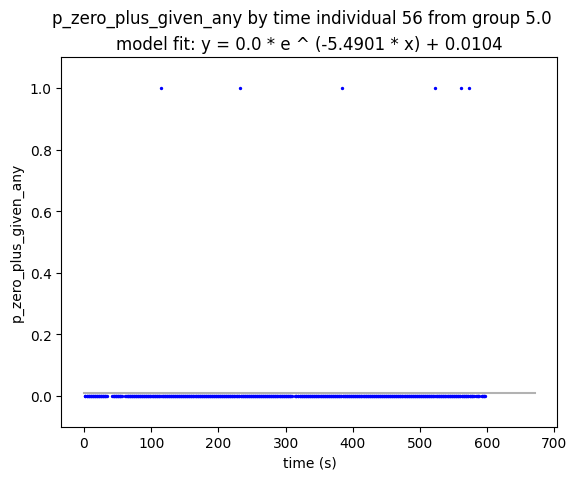 p_zero_plus_given_any by time individual 56 from group 5.0
model fit: y = 0.0 * e ^ (-5.4901 * x) + 0.0104
1.0
0.8
0.6
0.4
0.2
0.0
p_zero_plus_given_any
0 100 200 300 400 500 600 700
time (s)